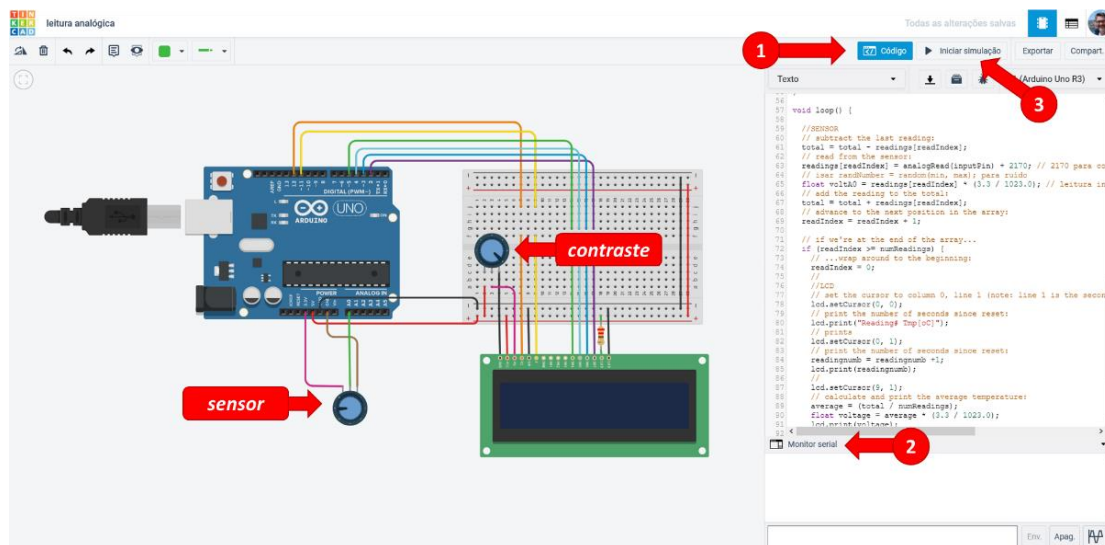 TIN
KER
CAD
leitura analógica
Todas as alterações salvas
1
Código
Iniciar simulação
Exportar
Compart.
Texto
(Arduino Uno R3)
3
56
57 void loop() {
58
59 //SENSOR
60 // subtract the last reading:
61 total = total - readings[readIndex];
62 // read from the sensor:
63 readings[readIndex] = analogRead(inputPin) + 2170; // 2170 para co
64 // isar randNumber = random(min, max); para ruido
65 float voltA0 = readings[readIndex] * (3.3 / 1023.0); // leitura in
66 // add the reading to the total:
67 total = total + readings[readIndex];
68 // advance to the next position in the array:
69 readIndex = readIndex + 1;
70
71 // if we're at the end of the array...
72 if (readIndex >= numReadings) {
73 // ...wrap around to the beginning:
74 readIndex = 0;
75 //
76 //LCD
77 // set the cursor to column 0, line 1 (note: line 1 is the secon
78 lcd.setCursor(0, 0);
79 // print the number of seconds since reset:
80 lcd.print("Reading# Tmp[oC]");
81 // prints
82 lcd.setCursor(0, 1);
83 // print the number of seconds since reset:
84 readingnumb = readingnumb +1;
85 lcd.print(readingnumb);
86 //
87 lcd.setCursor(9, 1);
88 // calculate and print the average temperature:
89 average = (total / numReadings);
90 float voltage = average * (3.3 / 1023.0);
91 lcd.print(voltage);
Monitor serial
2
Env.
Apag.
DIGITAL (PWM~)
UNO
ARDUINO
POWER
ANALOG IN
contraste
sensor